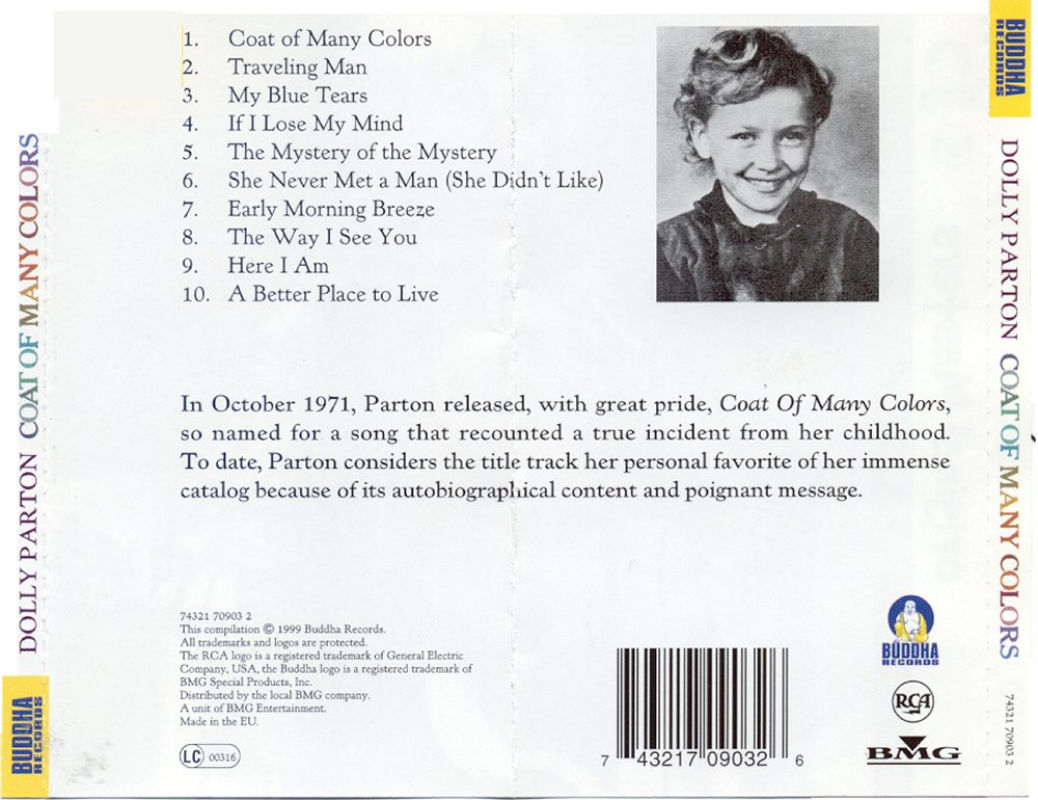 1. Coat of Many Colors
2. Traveling Man
3. My Blue Tears
4. If I Lose My Mind
5. The Mystery of the Mystery
6. She Never Met a Man (She Didn't Like)
7. Early Morning Breeze
8. The Way I See You
9. Here I Am
10. A Better Place to Live
In October 1971, Parton released, with great pride, Coat Of Many Colors,
so named for a song that recounted a true incident from her childhood.
To date, Parton considers the title track her personal favorite of her immense
catalog because of its autobiographical content and poignant message.
74321 70903 2
This compilation © 1999 Buddha Records.
All trademarks and logos are protected.
The RCA logo is a registered trademark of General Electric
Company, USA, the Buddha logo is a registered trademark of
BMG Special Products, Inc.
Distributed by the local BMG company.
A unit of BMG Entertainment.
Made in the EU.
LC 00316
7 43217 09032 6
BUDDHA
RECORDS
RCA
BMG
DOLLY PARTON COAT OF MANY COLORS
BUDDHA
RECORDS
BUDDHA
RECORDS
DOLLY PARTON COAT OF MANY COLORS
74321 70903 2